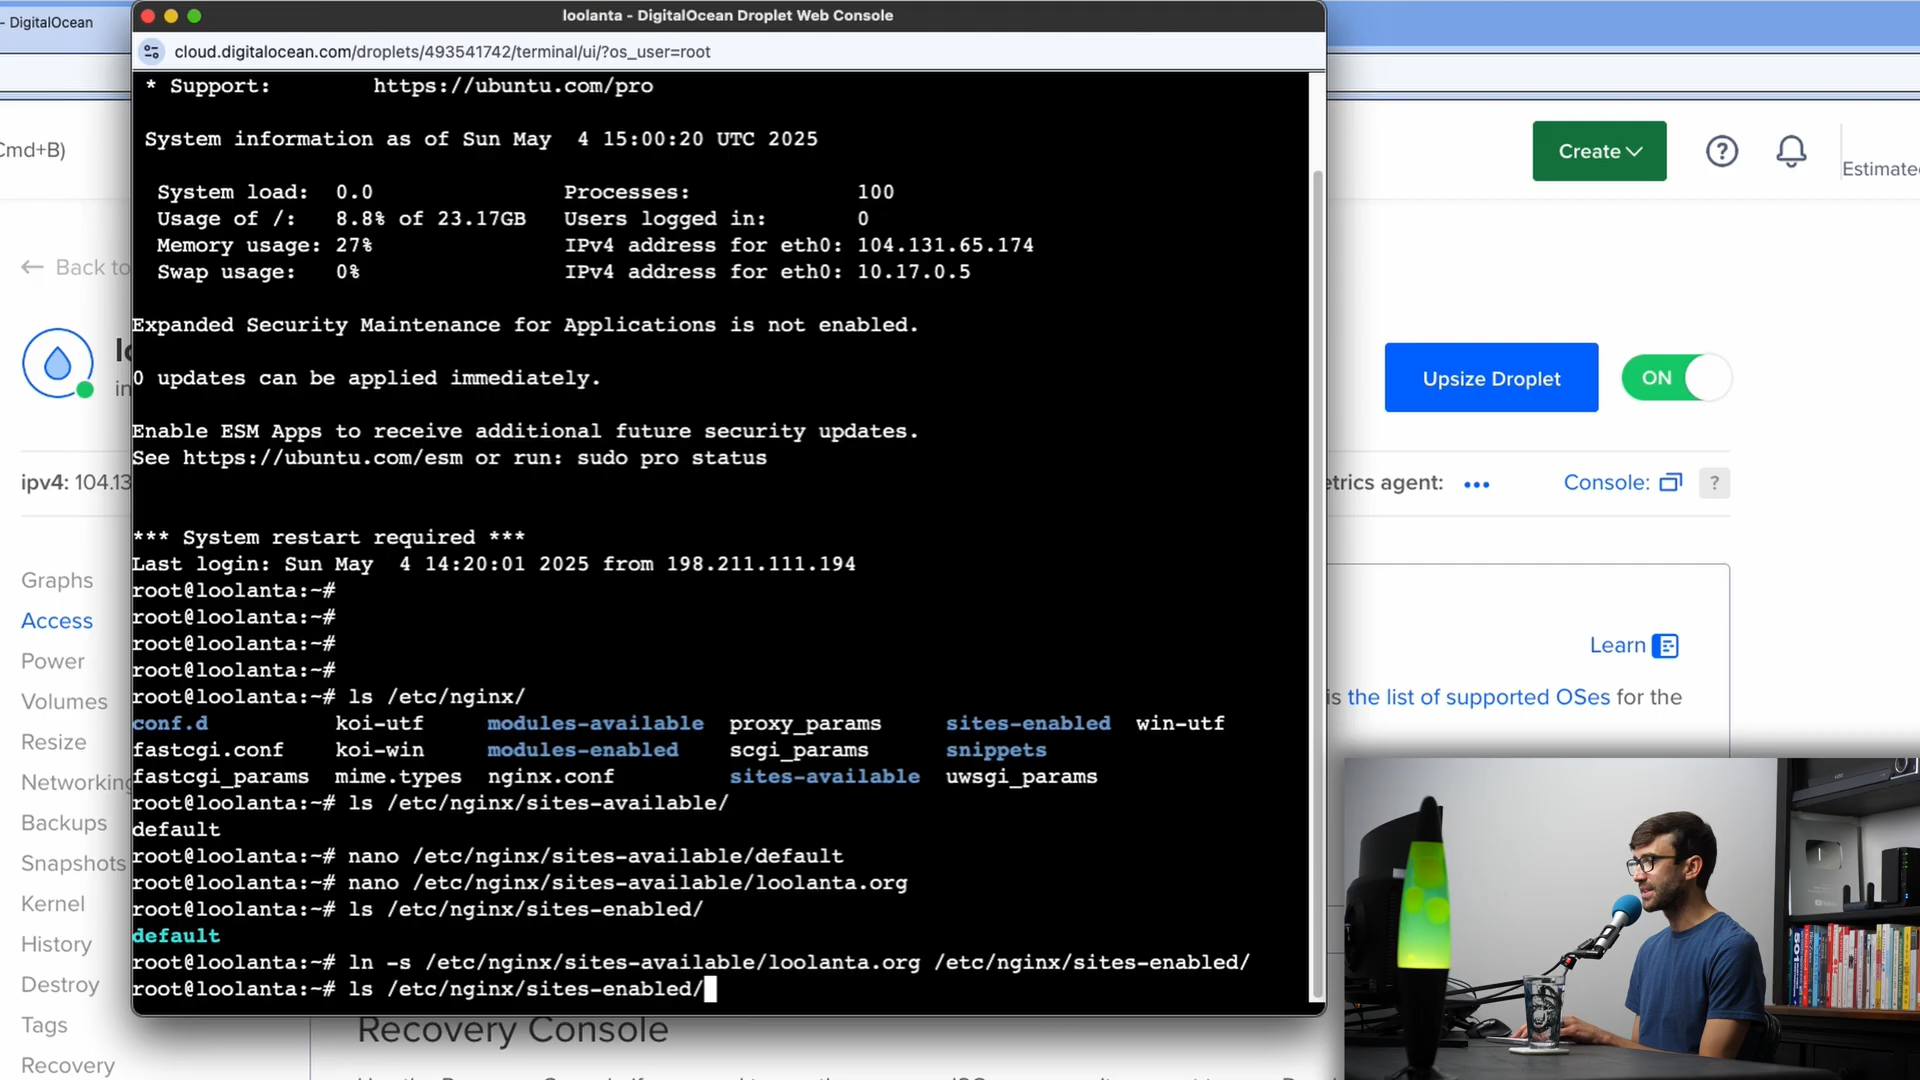 - DigitalOcean
loolanta - DigitalOcean Droplet Web Console
cloud.digitalocean.com/droplets/493541742/terminal/ui/?os_user=root
Cmd+B)
Create
?
Estimate
Back to
in
ipv4: 104.13
Upsize Droplet
ON
etrics agent:
Console:
?
Graphs
Access
Power
Volumes
Resize
Networking
Backups
Snapshots
Kernel
History
Destroy
Tags
Recovery
Learn
is the list of supported OSes for the
* Support: https://ubuntu.com/pro
System information as of Sun May 4 15:00:20 UTC 2025
System load: 0.0 Processes: 100
Usage of /: 8.8% of 23.17GB Users logged in: 0
Memory usage: 27% IPv4 address for eth0: 104.131.65.174
Swap usage: 0% IPv4 address for eth0: 10.17.0.5
Expanded Security Maintenance for Applications is not enabled.
0 updates can be applied immediately.
Enable ESM Apps to receive additional future security updates.
See https://ubuntu.com/esm or run: sudo pro status
*** System restart required ***
Last login: Sun May 4 14:20:01 2025 from 198.211.111.194
root@loolanta:~#
root@loolanta:~#
root@loolanta:~#
root@loolanta:~#
root@loolanta:~# ls /etc/nginx/
conf.d koi-utf modules-available proxy_params sites-enabled win-utf
fastcgi.conf koi-win modules-enabled scgi_params snippets
fastcgi_params mime.types nginx.conf sites-available uwsgi_params
root@loolanta:~# ls /etc/nginx/sites-available/
default
root@loolanta:~# nano /etc/nginx/sites-available/default
root@loolanta:~# nano /etc/nginx/sites-available/loolanta.org
root@loolanta:~# ls /etc/nginx/sites-enabled/
default
root@loolanta:~# ln -s /etc/nginx/sites-available/loolanta.org /etc/nginx/sites-enabled/
root@loolanta:~# ls /etc/nginx/sites-enabled/
Recovery Console